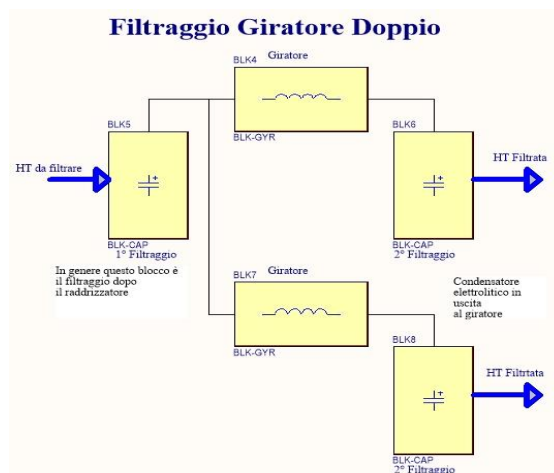 Filtraggio Giratore Doppio
BLK4
Giratore
BLK-GYR
BLK5
BLK6
HT da filtrare
HT Filtrata
BLK-CAP
1° Filtraggio
BLK-CAP
2° Filtraggio
In genere questo blocco è
il filtraggio dopo
il raddrizzatore
BLK7
Giratore
BLK-GYR
Condensatore
elettrolitico in
uscita
al giratore
BLK8
HT Filtrtata
BLK-CAP
2° Filtraggio